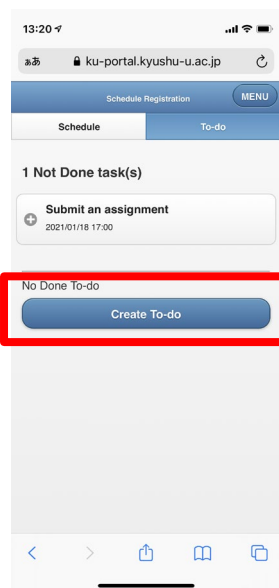 13:20
ああ ku-portal.kyushu-u.ac.jp
Schedule Registration
MENU
Schedule To-do
1 Not Done task(s)
Submit an assignment
2021/01/18 17:00
No Done To-do
Create To-do